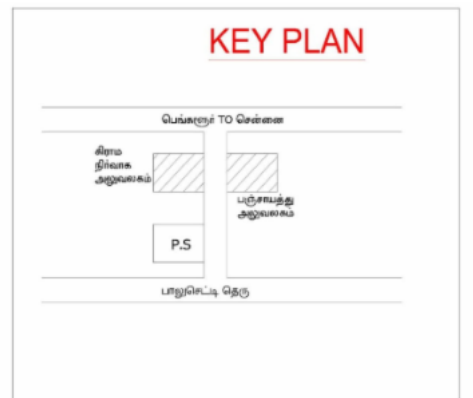 KEY PLAN
பெங்களூர் TO சென்னை
கிராம
நிர்வாக
அலுவலகம்
பஞ்சாயத்து
அலுவலகம்
P.S
பாலுசெட்டி தெரு